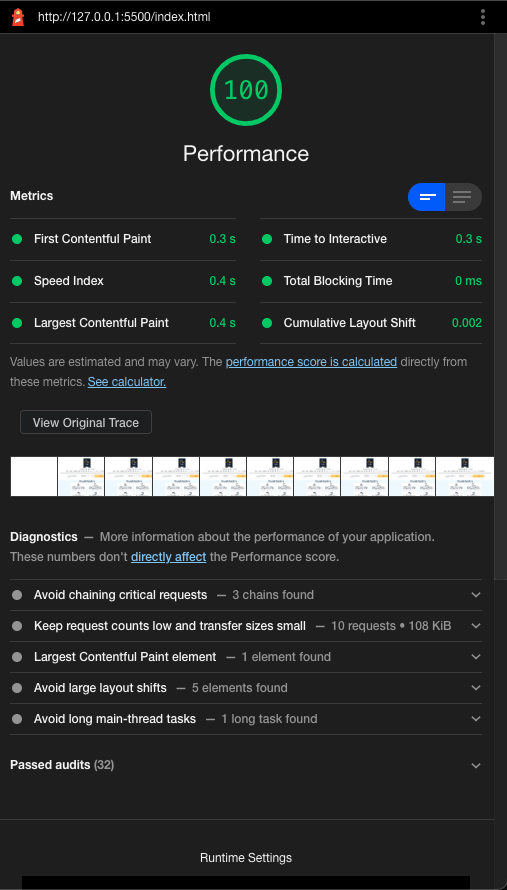 http://127.0.0.1:5500/index.html
100
Performance
Metrics
First Contentful Paint 0.3 s
Time to Interactive 0.3 s
Speed Index 0.4 s
Total Blocking Time 0 ms
Largest Contentful Paint 0.4 s
Cumulative Layout Shift 0.002
Values are estimated and may vary. The performance score is calculated directly from
these metrics. See calculator.
View Original Trace
Diagnostics — More information about the performance of your application.
These numbers don't directly affect the Performance score.
Avoid chaining critical requests — 3 chains found
Keep request counts low and transfer sizes small — 10 requests • 108 KiB
Largest Contentful Paint element — 1 element found
Avoid large layout shifts — 5 elements found
Avoid long main-thread tasks — 1 long task found
Passed audits (32)
Runtime Settings